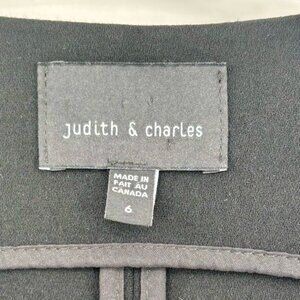 judith & charles
MADE IN
FAIT AU
CANADA
6